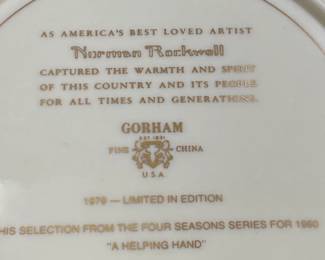 AS AMERICA'S BEST LOVED ARTIST
Norman Rockwell
CAPTURED THE WARMTH AND SPIRIT
OF THIS COUNTRY AND ITS PEOPLE
FOR ALL TIMES AND GENERATIONS.
GORHAM
EST 1831
FINE CHINA
U.S.A.
1979 — LIMITED IN EDITION
HIS SELECTION FROM THE FOUR SEASONS SERIES FOR 1980
"A HELPING HAND"